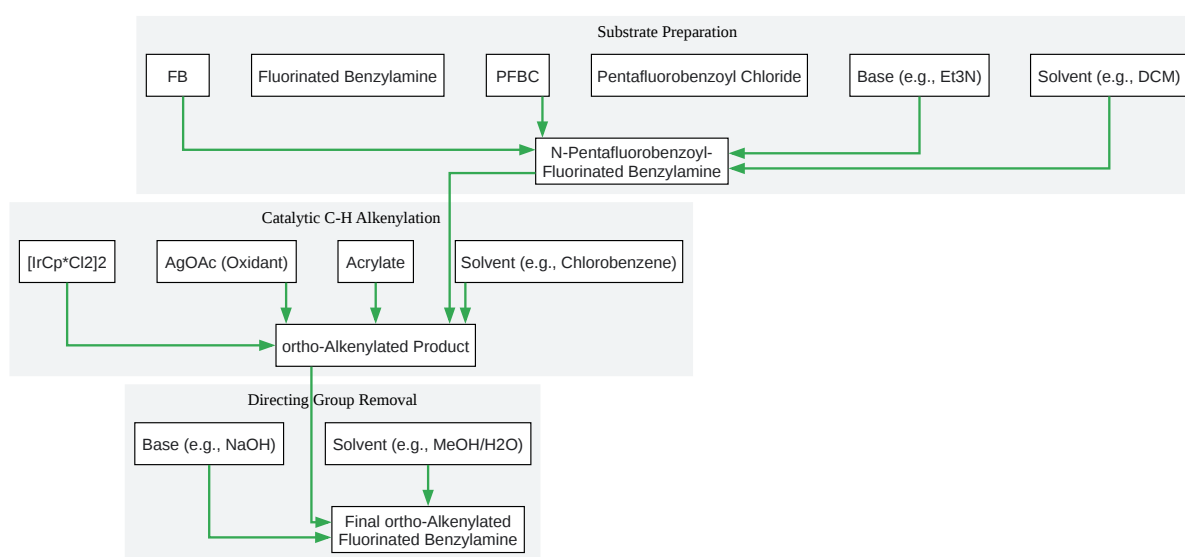 Substrate Preparation
FB
Fluorinated Benzylamine
PFBC
Pentafluorobenzoyl Chloride
Base (e.g., Et3N)
Solvent (e.g., DCM)
N-Pentafluorobenzoyl-
Fluorinated Benzylamine
Catalytic C-H Alkenylation
[IrCp*Cl2]2
AgOAc (Oxidant)
Acrylate
Solvent (e.g., Chlorobenzene)
ortho-Alkenylated Product
Directing Group Removal
Base (e.g., NaOH)
Solvent (e.g., MeOH/H2O)
Final ortho-Alkenylated
Fluorinated Benzylamine